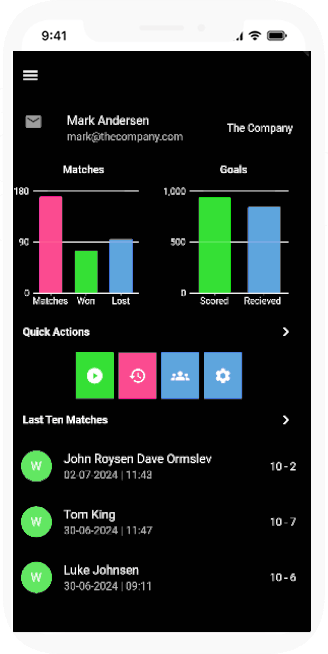 9:41
Mark Andersen
mark@thecompany.com
The Company
Matches
180
90
0
Matches Won Lost
Goals
1,000
500
0
Scored Recieved
Quick Actions
Last Ten Matches
W
John Roysen Dave Ormslev
02-07-2024 | 11:43
10 - 2
W
Tom King
30-06-2024 | 11:47
10 - 7
W
Luke Johnsen
30-06-2024 | 09:11
10 - 6